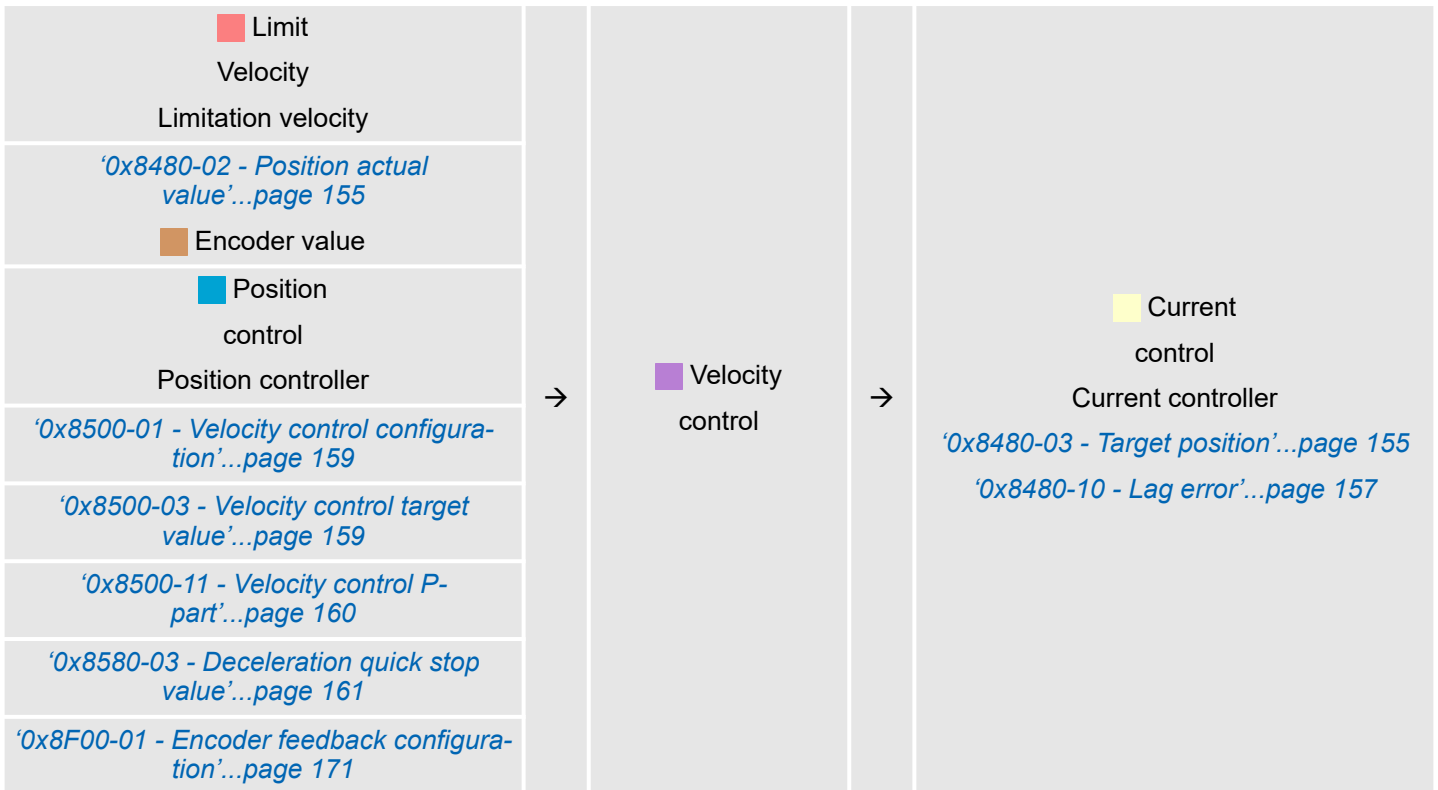 Limit
Velocity
Limitation velocity
‘0x8480-02 - Position actual
value’...page 155
Encoder value
Position
control
Position controller
‘0x8500-01 - Velocity control configura-
tion’...page 159
‘0x8500-03 - Velocity control target
value’...page 159
‘0x8500-11 - Velocity control P-
part’...page 160
‘0x8580-03 - Deceleration quick stop
value’...page 161
‘0x8F00-01 - Encoder feedback configura-
tion’...page 171
→
Velocity
control
→
Current
control
Current controller
‘0x8480-03 - Target position’...page 155
‘0x8480-10 - Lag error’...page 157